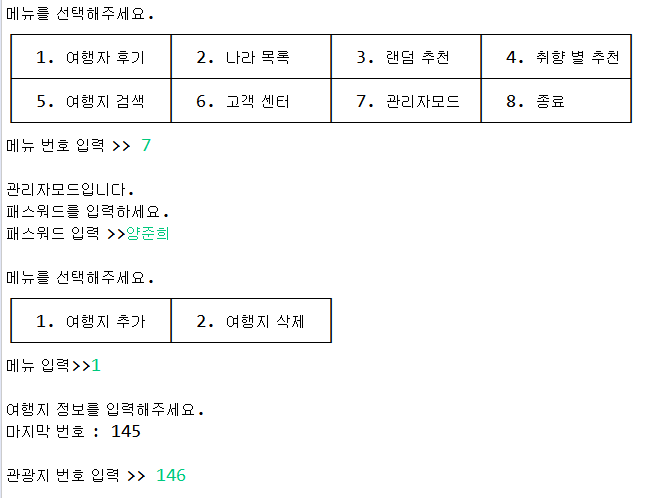 메뉴를 선택해주세요.
1. 여행자 후기 2. 나라 목록 3. 랜덤 추천 4. 취향 별 추천
5. 여행지 검색 6. 고객 센터 7. 관리자모드 8. 종료
메뉴 번호 입력 >> 7
관리자모드입니다.
패스워드를 입력하세요.
패스워드 입력 >>양준희
메뉴를 선택해주세요.
1. 여행지 추가 2. 여행지 삭제
메뉴 입력>>1
여행지 정보를 입력해주세요.
마지막 번호 : 145
관광지 번호 입력 >> 146